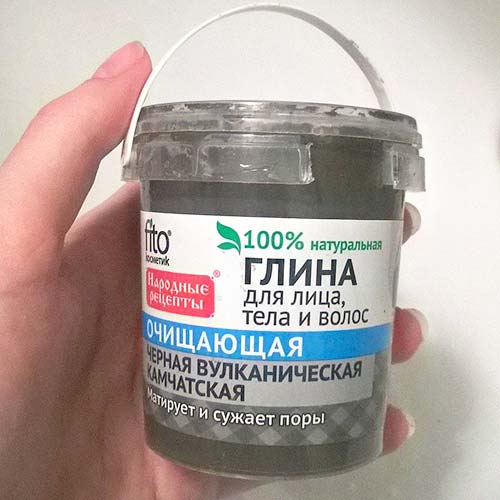 fito®
косметик
Народные
рецепты®
100% натуральная
ГЛИНА
для лица,
тела и волос
ОЧИЩАЮЩАЯ
ЧЕРНАЯ ВУЛКАНИЧЕСКАЯ
КАМЧАТСКАЯ
Матирует и сужает поры